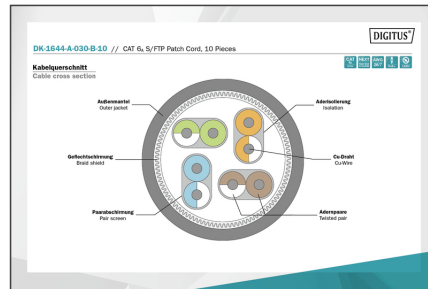 DIGITUS®
DK-1644-A-030-B-10 // CAT 6A S/FTP Patch Cord, 10 Pieces
Kabelquerschnitt
Cable cross section
Außenmantel
Outer jacket
Aderisolierung
Isolation
Geflechtschirmung
Braid shield
Cu-Draht
Cu-Wire
Paarabschirmung
Pair screen
Adernpaare
Twisted pair